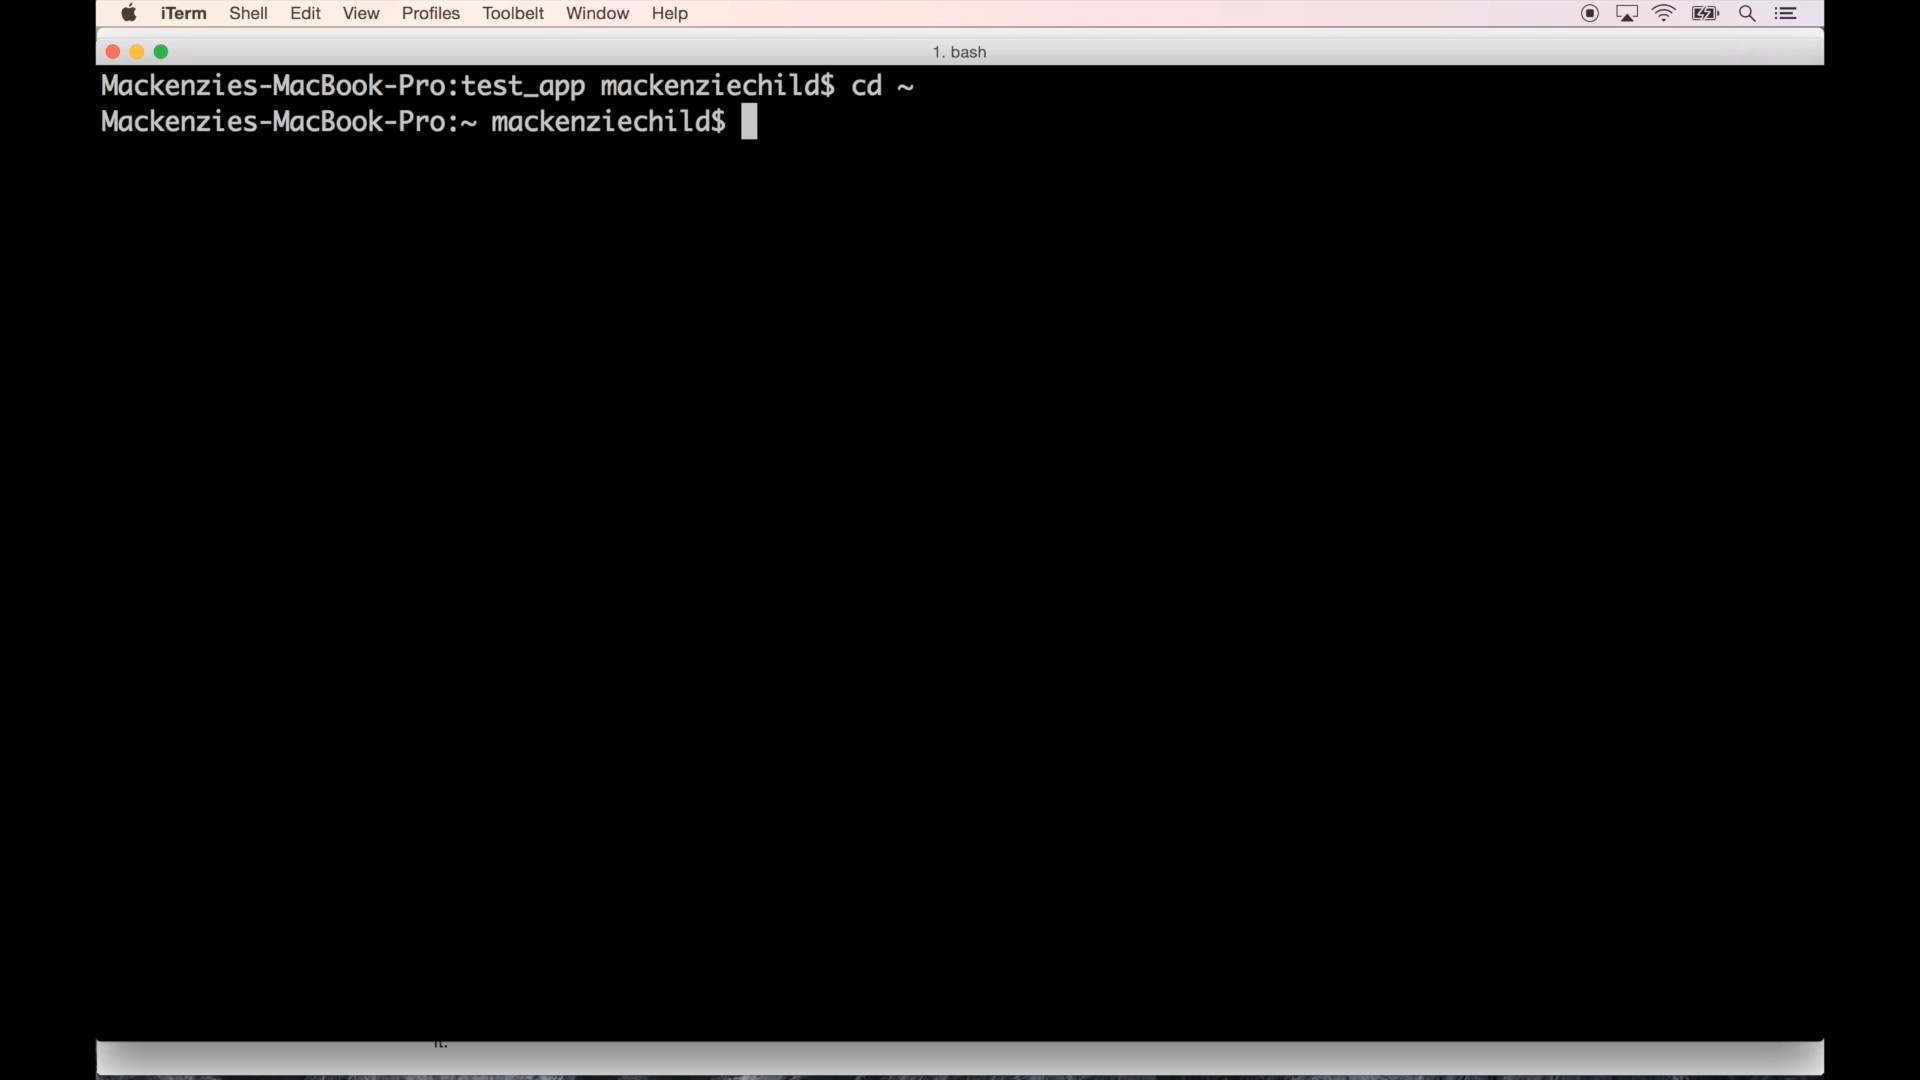 iTerm Shell Edit View Profiles Toolbelt Window Help
1. bash
Mackenzies-MacBook-Pro:test_app mackenziechild$ cd ~
Mackenzies-MacBook-Pro:~ mackenziechild$
it.